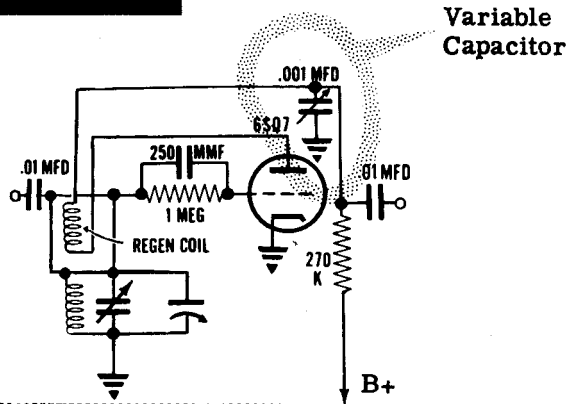 Variable
Capacitor
.001 MFD
6SQ7
250 MMF
.01 MFD
.01 MFD
1 MEG
REGEN COIL
270
K
B+